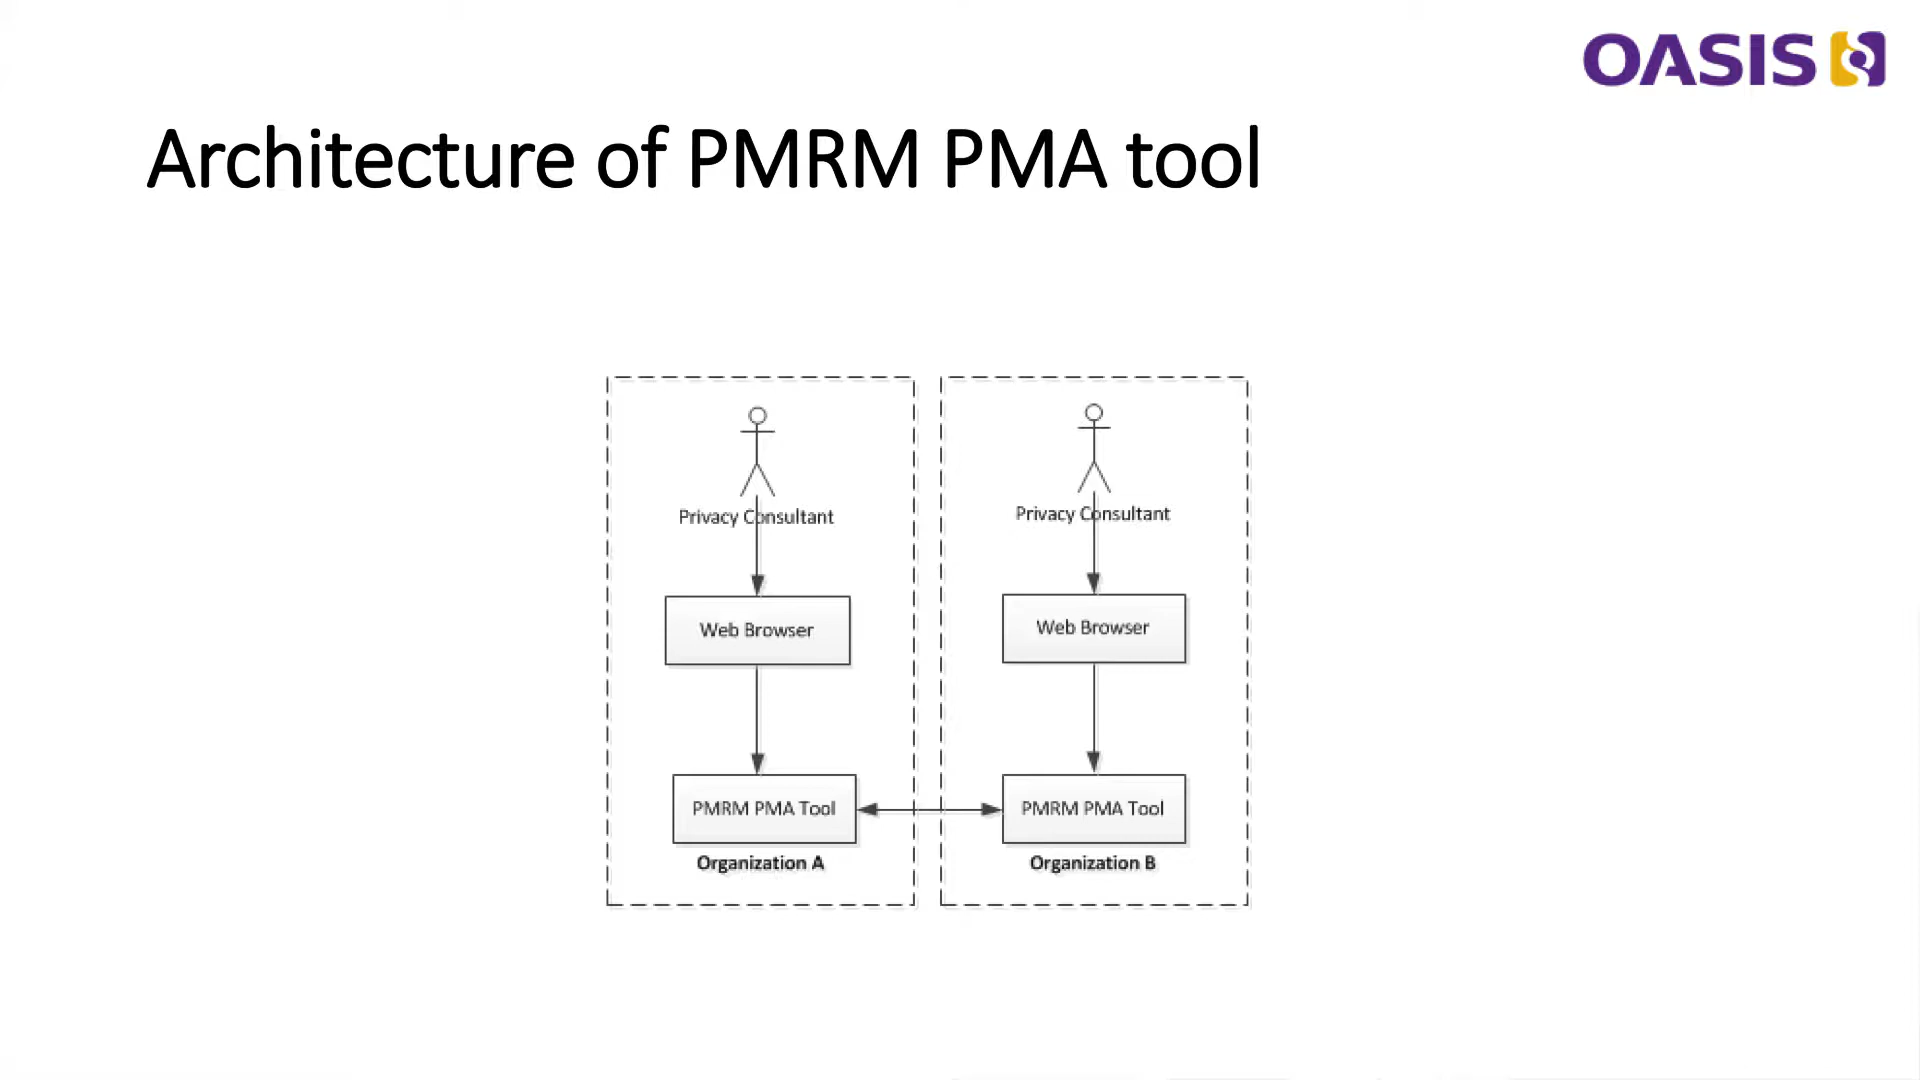 OASIS
Architecture of PMRM PMA tool
Privacy Consultant
Privacy Consultant
Web Browser
Web Browser
PMRM PMA Tool
PMRM PMA Tool
Organization A
Organization B